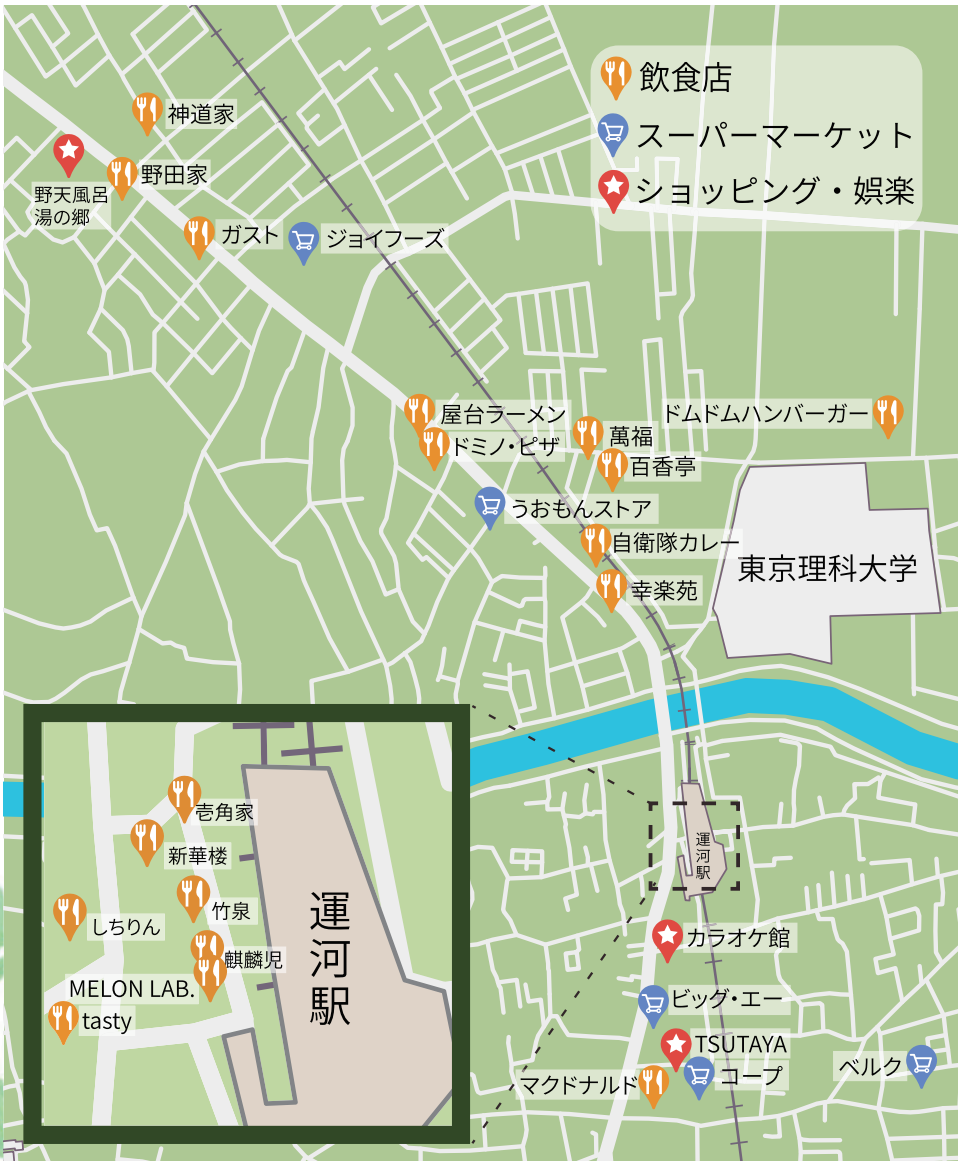 飲食店
スーパーマーケット
ショッピング・娯楽
神道家
野田家
野天風呂
湯の郷
ガスト
ジョイフーズ
屋台ラーメン
ドミノ・ピザ
萬福
百香亭
ドムドムハンバーガー
うおもんストア
自衛隊カレー
幸楽苑
東京理科大学
壱角家
新華楼
竹泉
しちりん
麒麟児
MELON LAB.
tasty
運河駅
運河駅
カラオケ館
ビッグ・エー
TSUTAYA
コープ
マクドナルド
ベルク